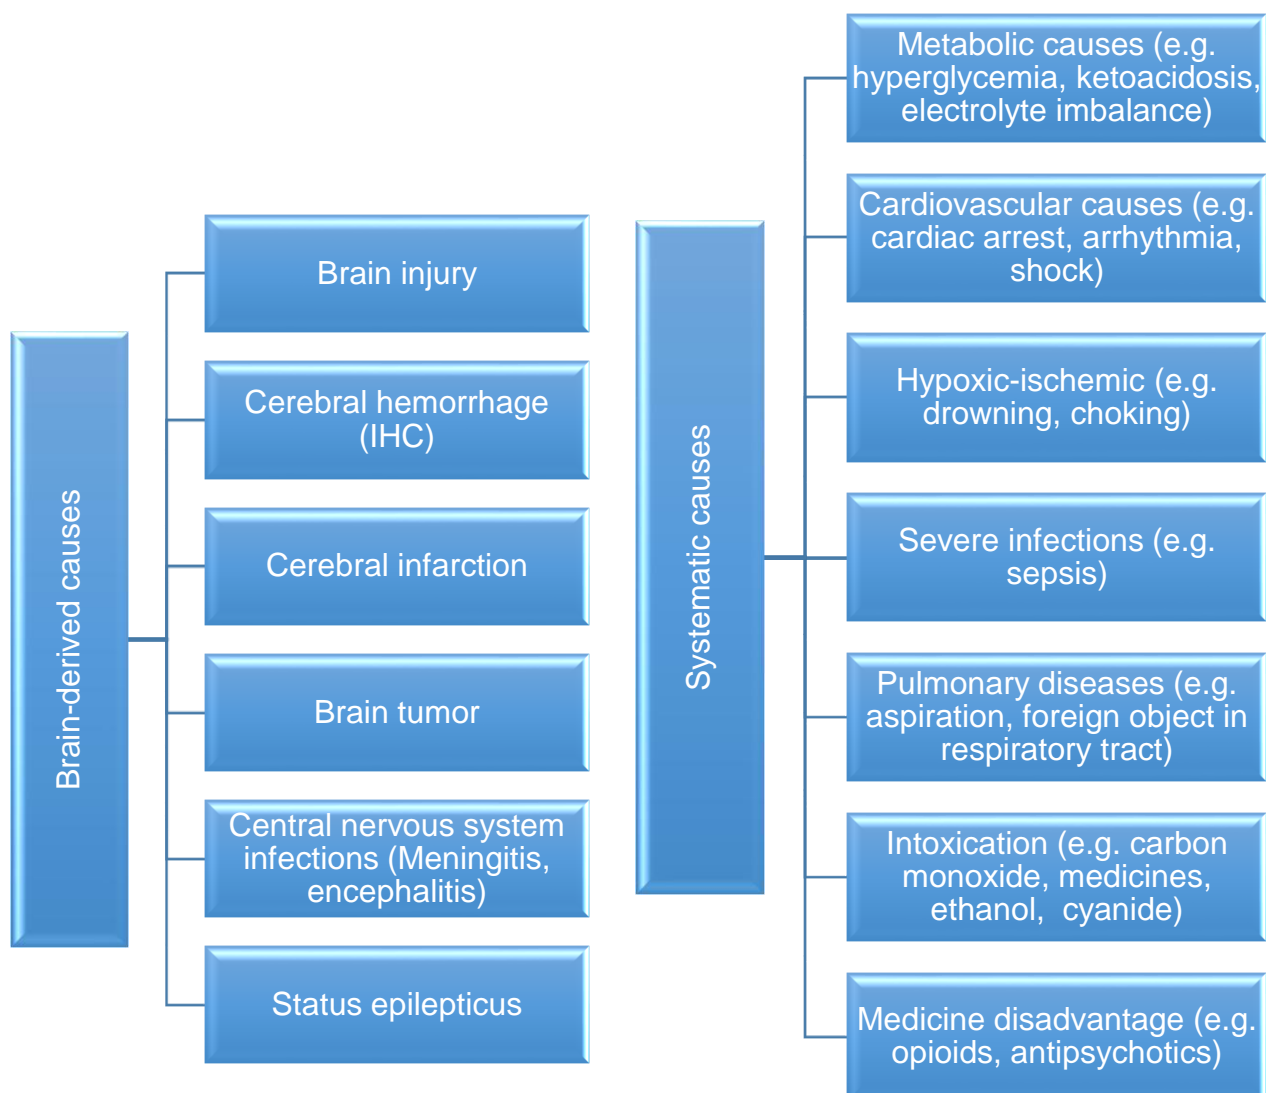 Brain-derived causes
Brain injury
Cerebral hemorrhage
(IHC)
Cerebral infarction
Brain tumor
Central nervous system
infections (Meningitis,
encephalitis)
Status epilepticus
Systematic causes
Metabolic causes (e.g.
hyperglycemia, ketoacidosis,
electrolyte imbalance)
Cardiovascular causes (e.g.
cardiac arrest, arrhythmia,
shock)
Hypoxic-ischemic (e.g.
drowning, choking)
Severe infections (e.g.
sepsis)
Pulmonary diseases (e.g.
aspiration, foreign object in
respiratory tract)
Intoxication (e.g. carbon
monoxide, medicines,
ethanol,  cyanide)
Medicine disadvantage (e.g.
opioids, antipsychotics)